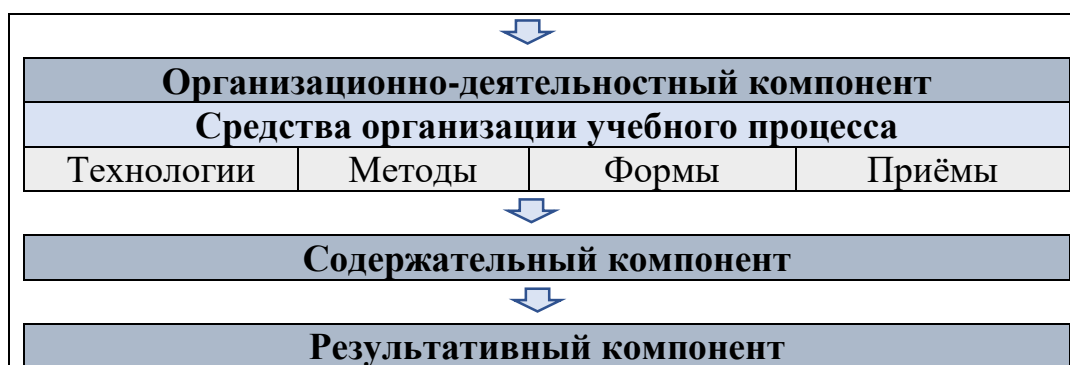 Организационно-деятельностный компонент
Средства организации учебного процесса
Технологии Методы Формы Приёмы
Содержательный компонент
Результативный компонент